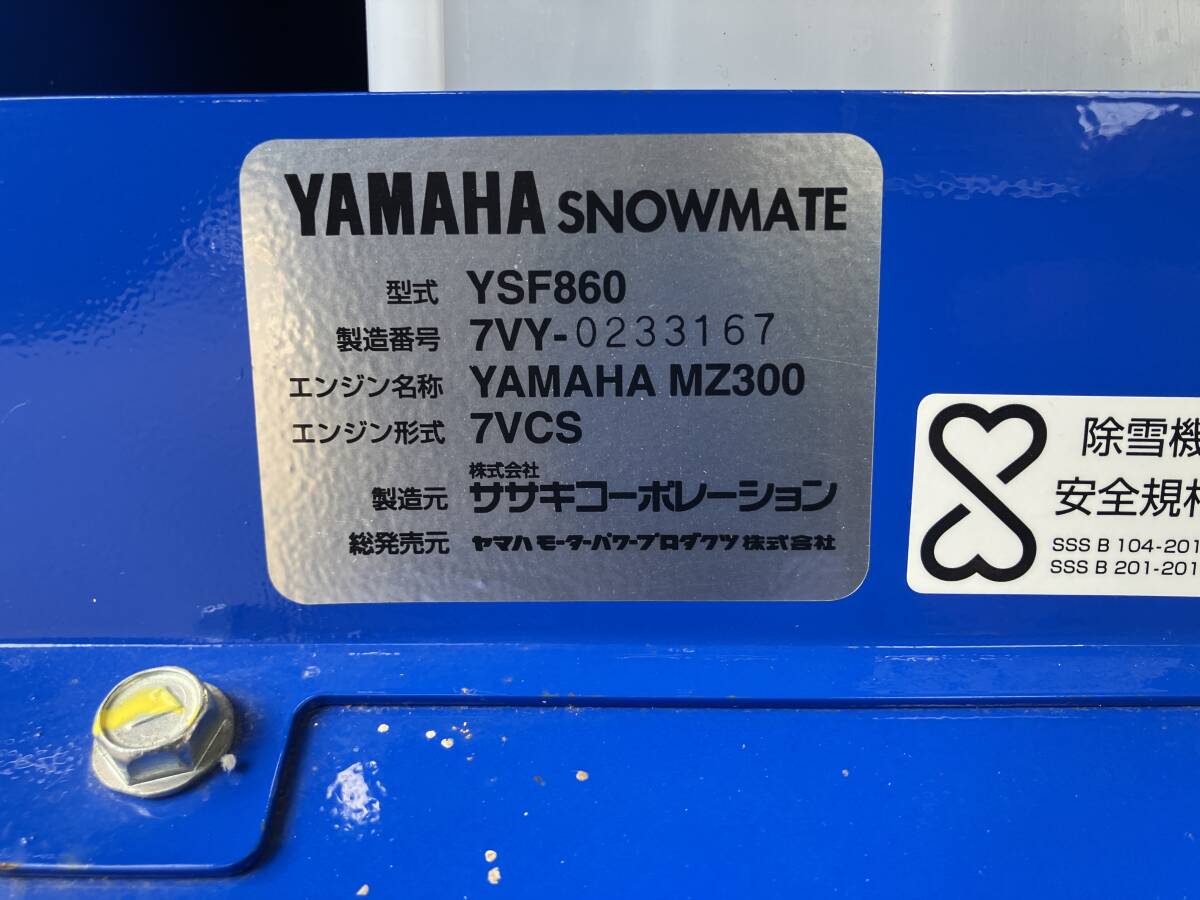 YAMAHA SNOWMATE
型式 YSF860
製造番号 7VY-0233167
エンジン名称 YAMAHA MZ300
エンジン形式 7VCS
製造元 株式会社 ササキコーポレーション
総発売元 ヤマハモーターパワープロダクツ株式会社
除雪機
安全規格
SSS B 104-201
SSS B 201-201